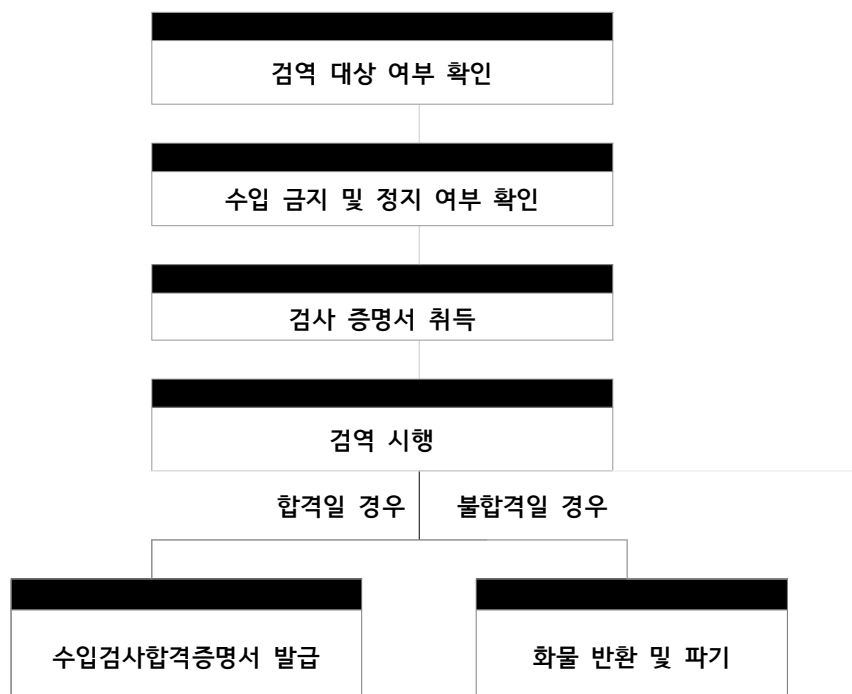 검역 대상 여부 확인
수입 금지 및 정지 여부 확인
검사 증명서 취득
검역 시행
합격일 경우 불합격일 경우
수입검사합격증명서 발급
화물 반환 및 파기